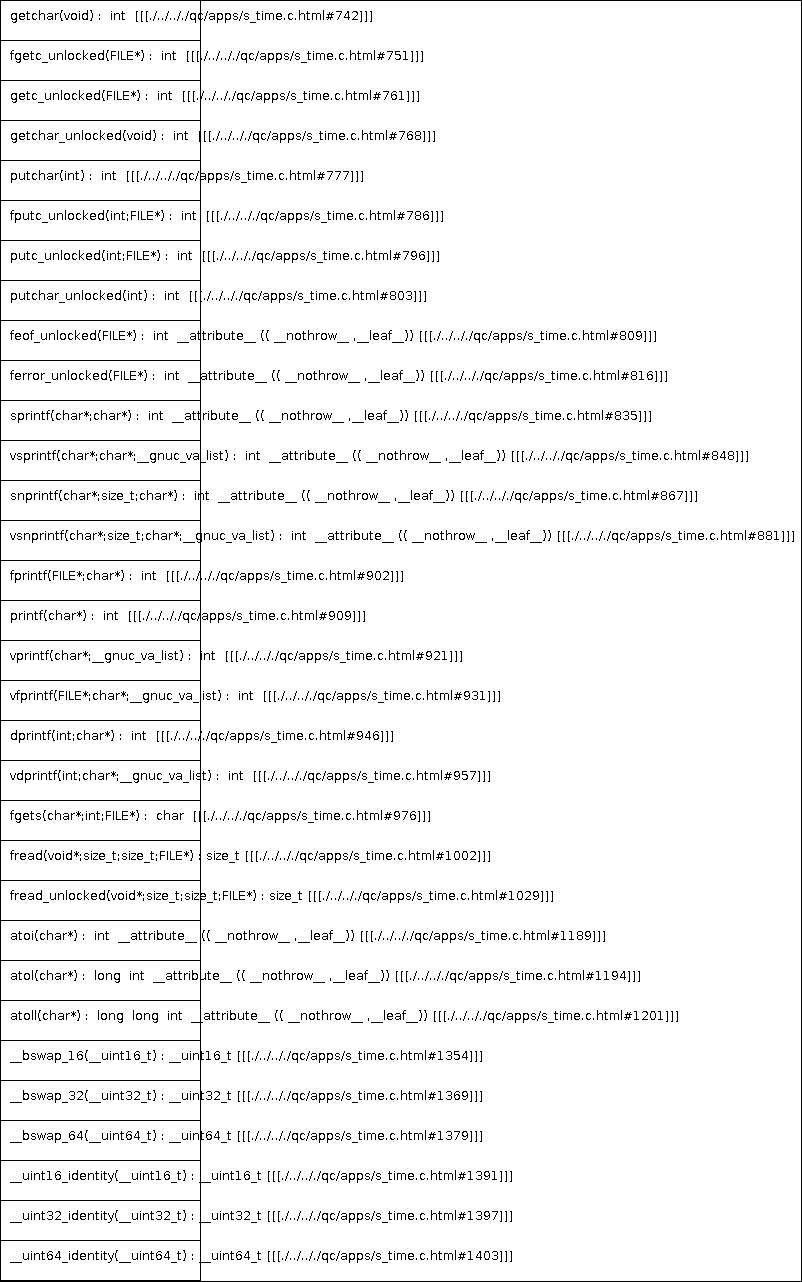 getchar(void) : int [[[./../.././qc/apps/s_time.c.html#742]]]
fgetc_unlocked(FILE*) : int [[[./../.././qc/apps/s_time.c.html#751]]]
getc_unlocked(FILE*) : int [[[./../.././qc/apps/s_time.c.html#761]]]
getchar_unlocked(void) : int [[[./../.././qc/apps/s_time.c.html#768]]]
putchar(int) : int [[[./../.././qc/apps/s_time.c.html#777]]]
fputc_unlocked(int;FILE*) : int [[[./../.././qc/apps/s_time.c.html#786]]]
putc_unlocked(int;FILE*) : int [[[./../.././qc/apps/s_time.c.html#796]]]
putchar_unlocked(int) : int [[[./../.././qc/apps/s_time.c.html#803]]]
feof_unlocked(FILE*) : int __attribute__ (( __nothrow__ ,__leaf__)) [[[./../.././qc/apps/s_time.c.html#809]]]
ferror_unlocked(FILE*) : int __attribute__ (( __nothrow__ ,__leaf__)) [[[./../.././qc/apps/s_time.c.html#816]]]
sprintf(char*;char*) : int __attribute__ (( __nothrow__ ,__leaf__)) [[[./../.././qc/apps/s_time.c.html#835]]]
vsprintf(char*;char*;__gnuc_va_list) : int __attribute__ (( __nothrow__ ,__leaf__)) [[[./../.././qc/apps/s_time.c.html#848]]]
snprintf(char*;size_t;char*) : int __attribute__ (( __nothrow__ ,__leaf__)) [[[./../.././qc/apps/s_time.c.html#867]]]
vsnprintf(char*;size_t;char*;__gnuc_va_list) : int __attribute__ (( __nothrow__ ,__leaf__)) [[[./../.././qc/apps/s_time.c.html#881]]]
fprintf(FILE*;char*) : int [[[./../.././qc/apps/s_time.c.html#902]]]
printf(char*) : int [[[./../.././qc/apps/s_time.c.html#909]]]
vprintf(char*;__gnuc_va_list) : int [[[./../.././qc/apps/s_time.c.html#921]]]
vfprintf(FILE*;char*;__gnuc_va_list) : int [[[./../.././qc/apps/s_time.c.html#931]]]
dprintf(int;char*) : int [[[./../.././qc/apps/s_time.c.html#946]]]
vdprintf(int;char*;__gnuc_va_list) : int [[[./../.././qc/apps/s_time.c.html#957]]]
fgets(char*;int;FILE*) : char [[[./../.././qc/apps/s_time.c.html#976]]]
fread(void*;size_t;size_t;FILE*) : size_t [[[./../.././qc/apps/s_time.c.html#1002]]]
fread_unlocked(void*;size_t;size_t;FILE*) : size_t [[[./../.././qc/apps/s_time.c.html#1029]]]
atoi(char*) : int __attribute__ (( __nothrow__ ,__leaf__)) [[[./../.././qc/apps/s_time.c.html#1189]]]
atol(char*) : long int __attribute__ (( __nothrow__ ,__leaf__)) [[[./../.././qc/apps/s_time.c.html#1194]]]
atoll(char*) : long long int __attribute__ (( __nothrow__ ,__leaf__)) [[[./../.././qc/apps/s_time.c.html#1201]]]
__bswap_16(__uint16_t) : __uint16_t [[[./../.././qc/apps/s_time.c.html#1354]]]
__bswap_32(__uint32_t) : __uint32_t [[[./../.././qc/apps/s_time.c.html#1369]]]
__bswap_64(__uint64_t) : __uint64_t [[[./../.././qc/apps/s_time.c.html#1379]]]
__uint16_identity(__uint16_t) : __uint16_t [[[./../.././qc/apps/s_time.c.html#1391]]]
__uint32_identity(__uint32_t) : __uint32_t [[[./../.././qc/apps/s_time.c.html#1397]]]
__uint64_identity(__uint64_t) : __uint64_t [[[./../.././qc/apps/s_time.c.html#1403]]]